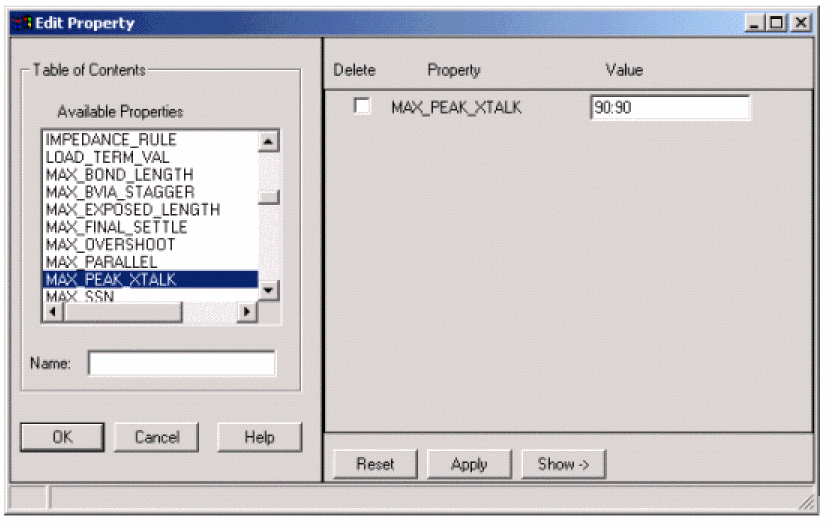 Edit Property
Table of Contents
Available Properties
IMPEDANCE_RULE
LOAD_TERM_VAL
MAX_BOND_LENGTH
MAX_BVIA_STAGGER
MAX_EXPOSED_LENGTH
MAX_FINAL_SETTLE
MAX_OVERSHOOT
MAX_PARALLEL
MAX_PEAK_XTALK
MAX_SSN
Name:
OK Cancel Help
Delete Property Value
MAX_PEAK_XTALK 90:90
Reset Apply Show ->